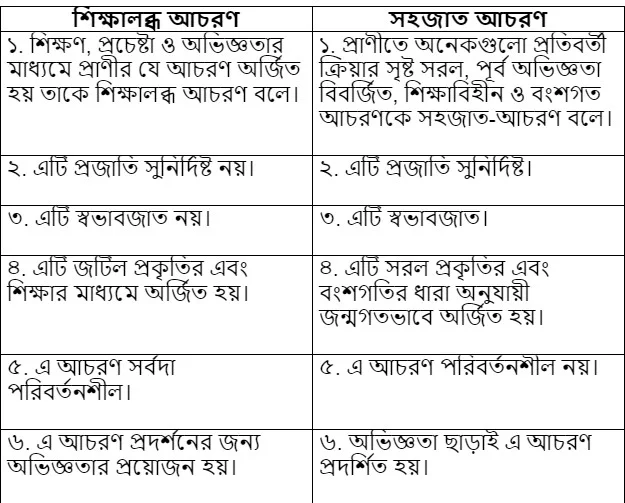 শিক্ষালব্ধ আচরণ
সহজাত আচরণ
১. শিক্ষণ, প্রচেষ্টা ও অভিজ্ঞতার
মাধ্যমে প্রাণীর যে আচরণ অর্জিত
হয় তাকে শিক্ষালব্ধ আচরণ বলে।
১. প্রাণীতে অনেকগুলো প্রতিবর্তী
ক্রিয়ার সৃষ্ট সরল, পূর্ব অভিজ্ঞতা
বিবর্জিত, শিক্ষাবিহীন ও বংশগত
আচরণকে সহজাত-আচরণ বলে।
২. এটি প্রজাতি সুনির্দিষ্ট নয়।
২. এটি প্রজাতি সুনির্দিষ্ট।
৩. এটি স্বভাবজাত নয়।
৩. এটি স্বভাবজাত।
৪. এটি জটিল প্রকৃতির এবং
শিক্ষার মাধ্যমে অর্জিত হয়।
৪. এটি সরল প্রকৃতির এবং
বংশগতির ধারা অনুযায়ী
জন্মগতভাবে অর্জিত হয়।
৫. এ আচরণ সর্বদা
পরিবর্তনশীল।
৫. এ আচরণ পরিবর্তনশীল নয়।
৬. এ আচরণ প্রদর্শনের জন্য
অভিজ্ঞতার প্রয়োজন হয়।
৬. অভিজ্ঞতা ছাড়াই এ আচরণ
প্রদর্শিত হয়।